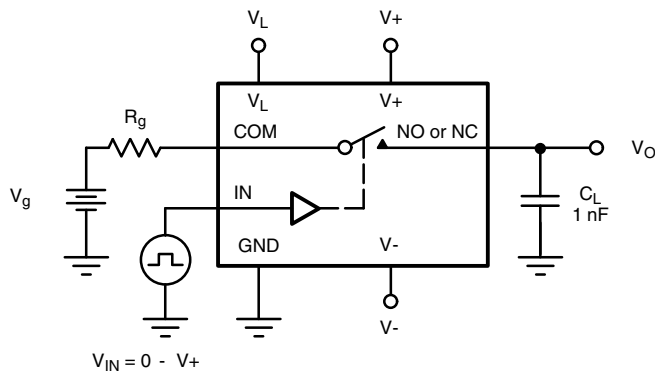 VL V+
VL V+
Rg
COM NO or NC VO
Vg
IN CL
1 nF
GND V-
V-
VIN = 0 - V+